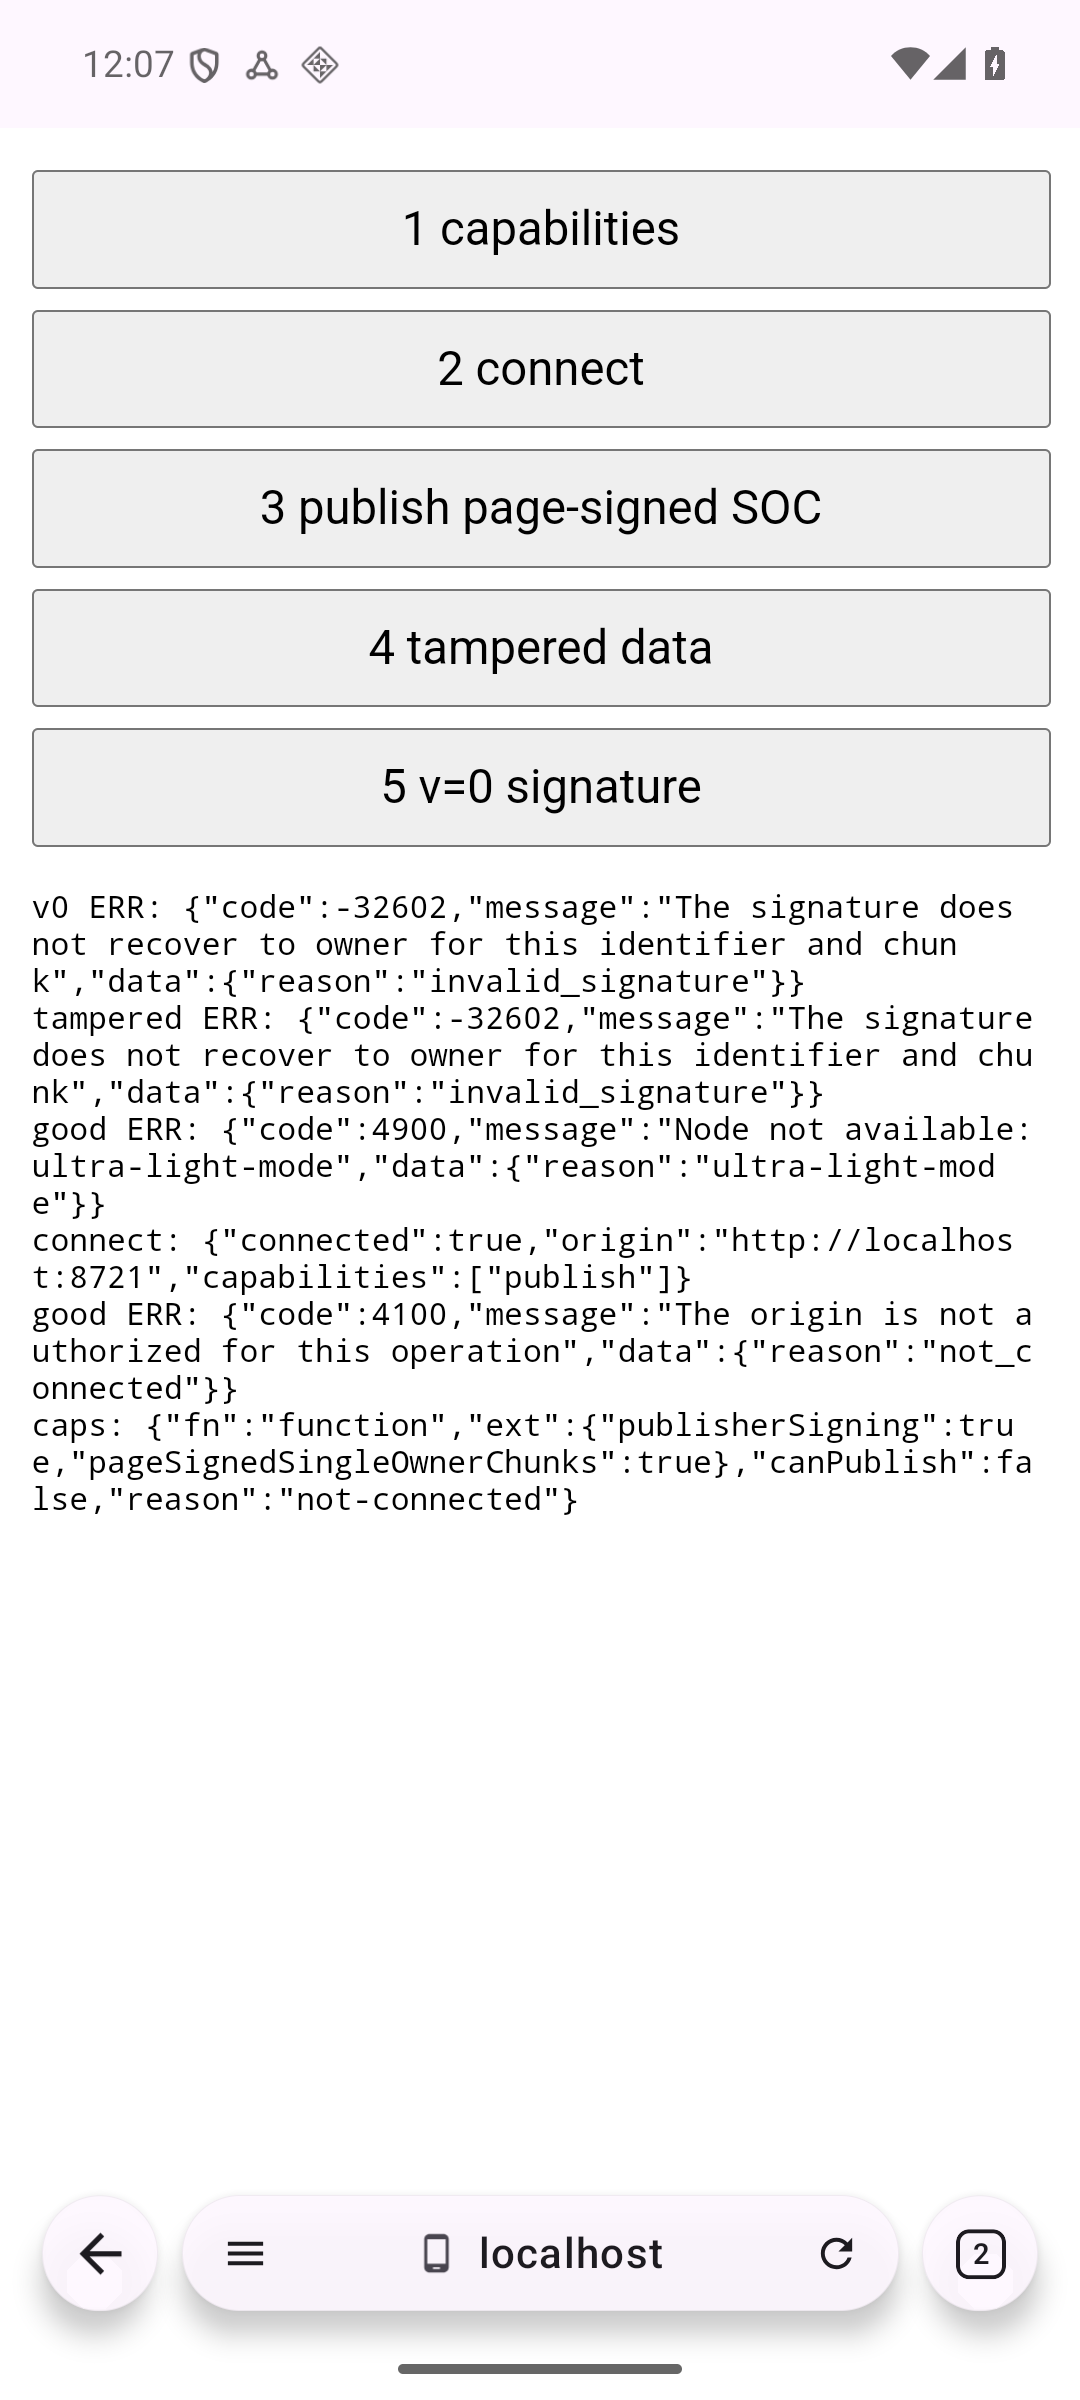 12:07
1 capabilities
2 connect
3 publish page-signed SOC
4 tampered data
5 v=0 signature
v0 ERR: {"code":-32602,"message":"The signature does
not recover to owner for this identifier and chun
k","data":{"reason":"invalid_signature"}}
tampered ERR: {"code":-32602,"message":"The signature
does not recover to owner for this identifier and chu
nk","data":{"reason":"invalid_signature"}}
good ERR: {"code":4900,"message":"Node not available:
ultra-light-mode","data":{"reason":"ultra-light-mod
e"}}
connect: {"connected":true,"origin":"http://localhos
t:8721","capabilities":["publish"]}
good ERR: {"code":4100,"message":"The origin is not a
uthorized for this operation","data":{"reason":"not_c
onnected"}}
caps: {"fn":"function","ext":{"publisherSigning":tru
e,"pageSignedSingleOwnerChunks":true},"canPublish":fa
lse,"reason":"not-connected"}
localhost
2